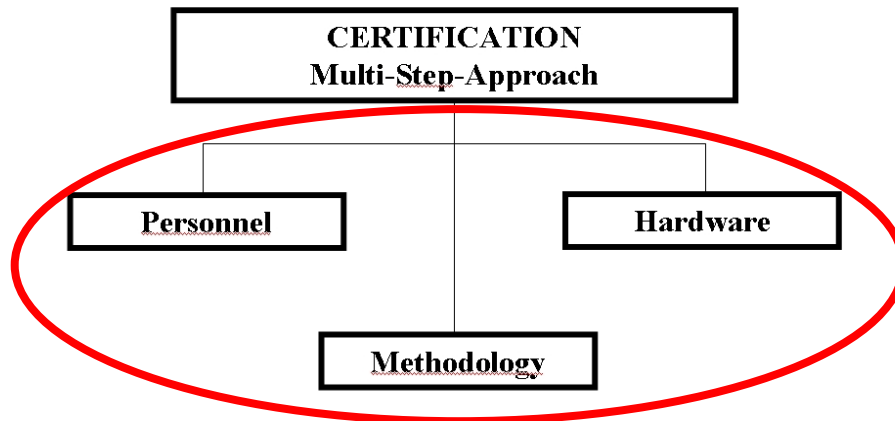 CERTIFICATION
Multi-Step-Approach
Personnel
Hardware
Methodology